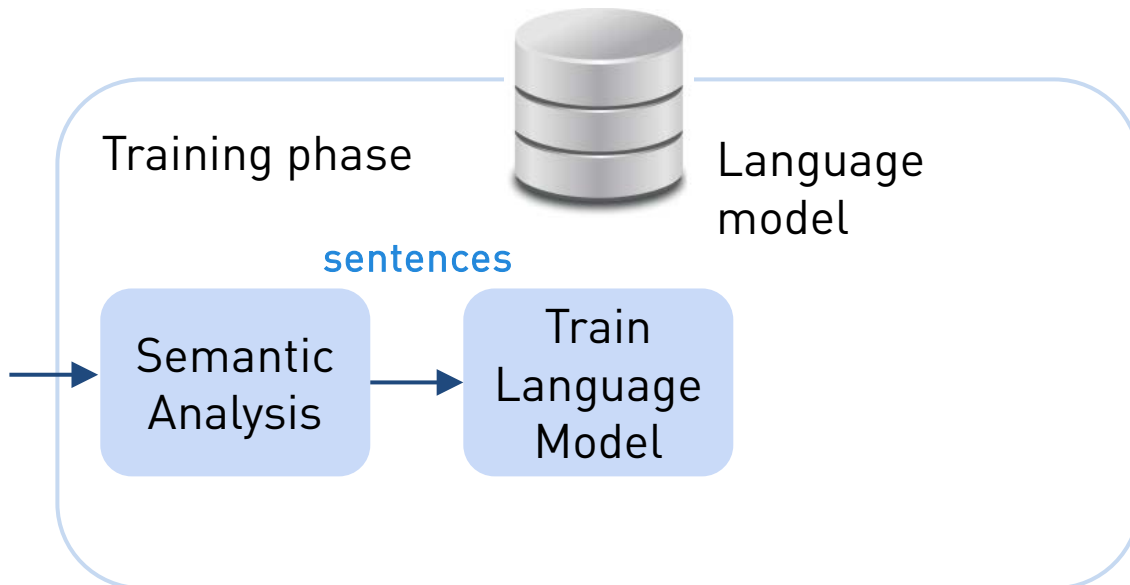 Training phase
Language
model
sentences
Semantic
Analysis
Train
Language
Model